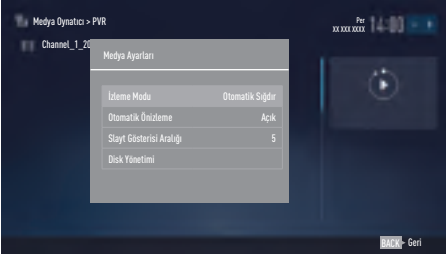 Medya Oynatıcı > PVR
Per
xx xxx xxxx
14:00
Channel_1_20
Medya Ayarları
İzleme Modu Otomatik Sığdır
Otomatik Önizleme Açık
Slayt Gösterisi Aralığı 5
Disk Yönetimi
BACK Geri